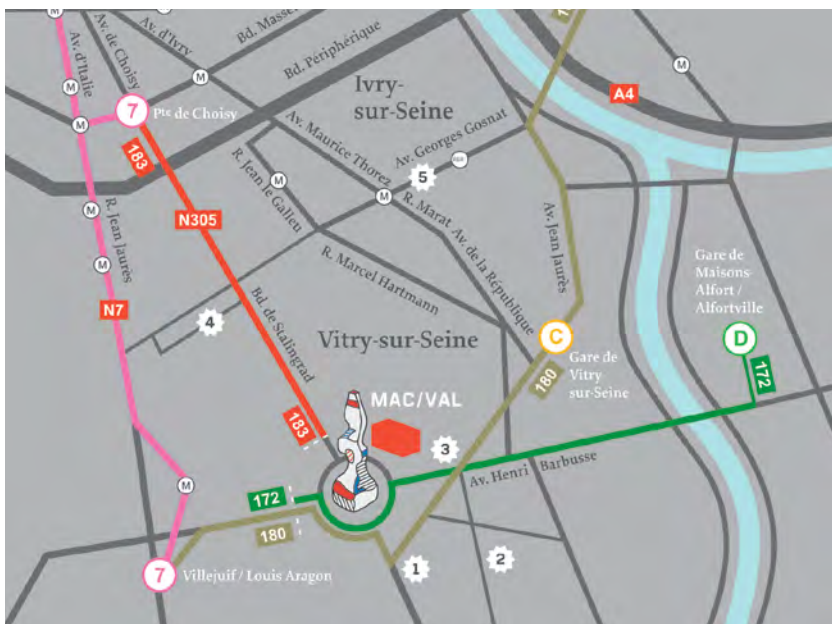 M
Av. de Choisy
Av. d'Italie
Av. d'Ivry
Bd. Masse
Bd. Périphérique
M
M
M
M
7
Pte de Choisy
Ivry
sur-Seine
A4
183
Av. Maurice Thorez
Av. Georges Gosnat
RER
5
R. Jean le Galleu
M
M
M
M
N305
R. Jean Jaurès
R. Marat
Av. de la République
Av. Jean Jaurès
R. Marcel Hartmann
Gare de
Maisons-
Alfort /
Alfortville
D
172
N7
4
Bd. de Stalingrad
Vitry-sur-Seine
C
Gare de
Vitry
sur-Seine
180
183
MAC/VAL
3
Av. Henri Barbusse
M
172
180
1
2
7
Villejuif / Louis Aragon